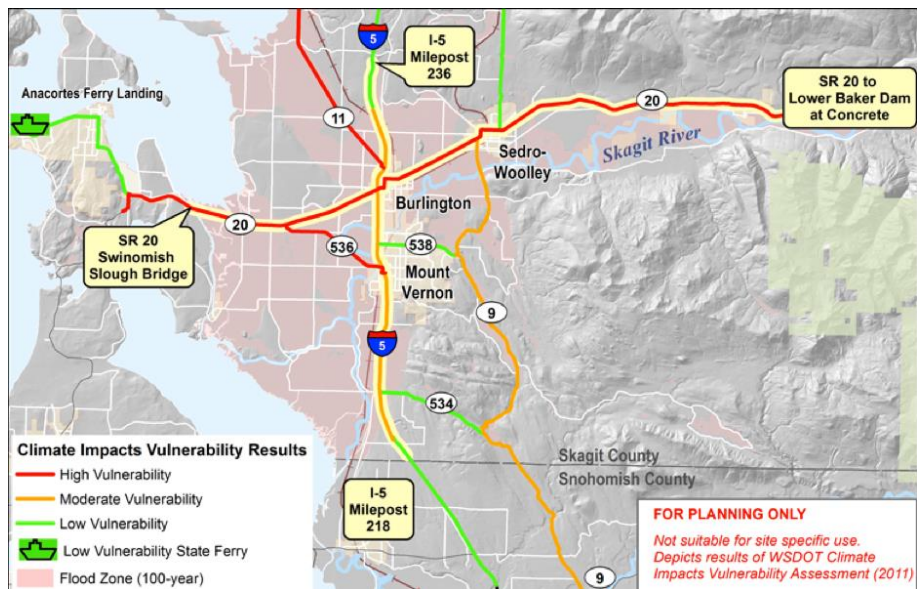 5
I-5
Milepost
236
Anacortes Ferry Landing
11
20
SR 20 to
Lower Baker Dam
at Concrete
Skagit River
Sedro-
Woolley
Burlington
20
SR 20
Swinomish
Slough Bridge
536
538
Mount
Vernon
9
5
534
Climate Impacts Vulnerability Results
High Vulnerability
Moderate Vulnerability
Low Vulnerability
Low Vulnerability State Ferry
Flood Zone (100-year)
I-5
Milepost
218
Skagit County
Snohomish County
FOR PLANNING ONLY
Not suitable for site specific use.
Depicts results of WSDOT Climate
Impacts Vulnerability Assessment (2011)
9